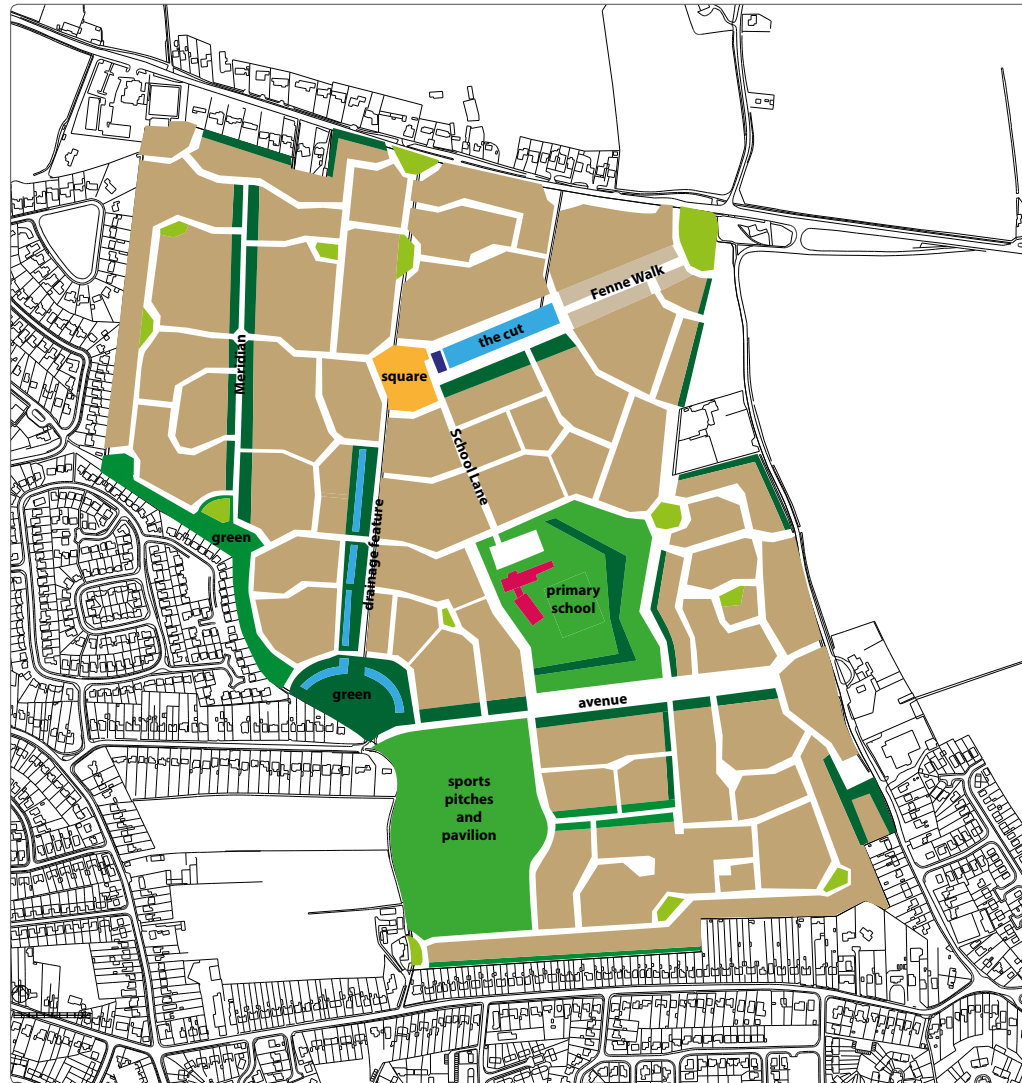 Fenne Walk
the cut
square
Meridian
School Lane
drainage feature
green
primary
school
green
avenue
sports
pitches
and
pavilion